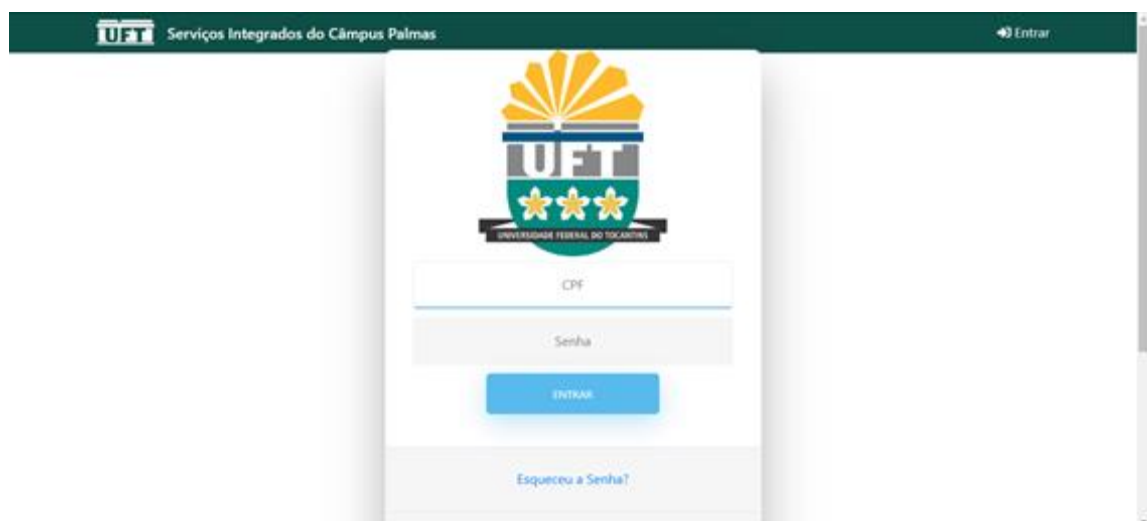 UFT Serviços Integrados do Câmpus Palmas Entrar
UFT
UNIVERSIDADE FEDERAL DO TOCANTINS
CPF
Senha
ENTRAR
Esqueceu a Senha?